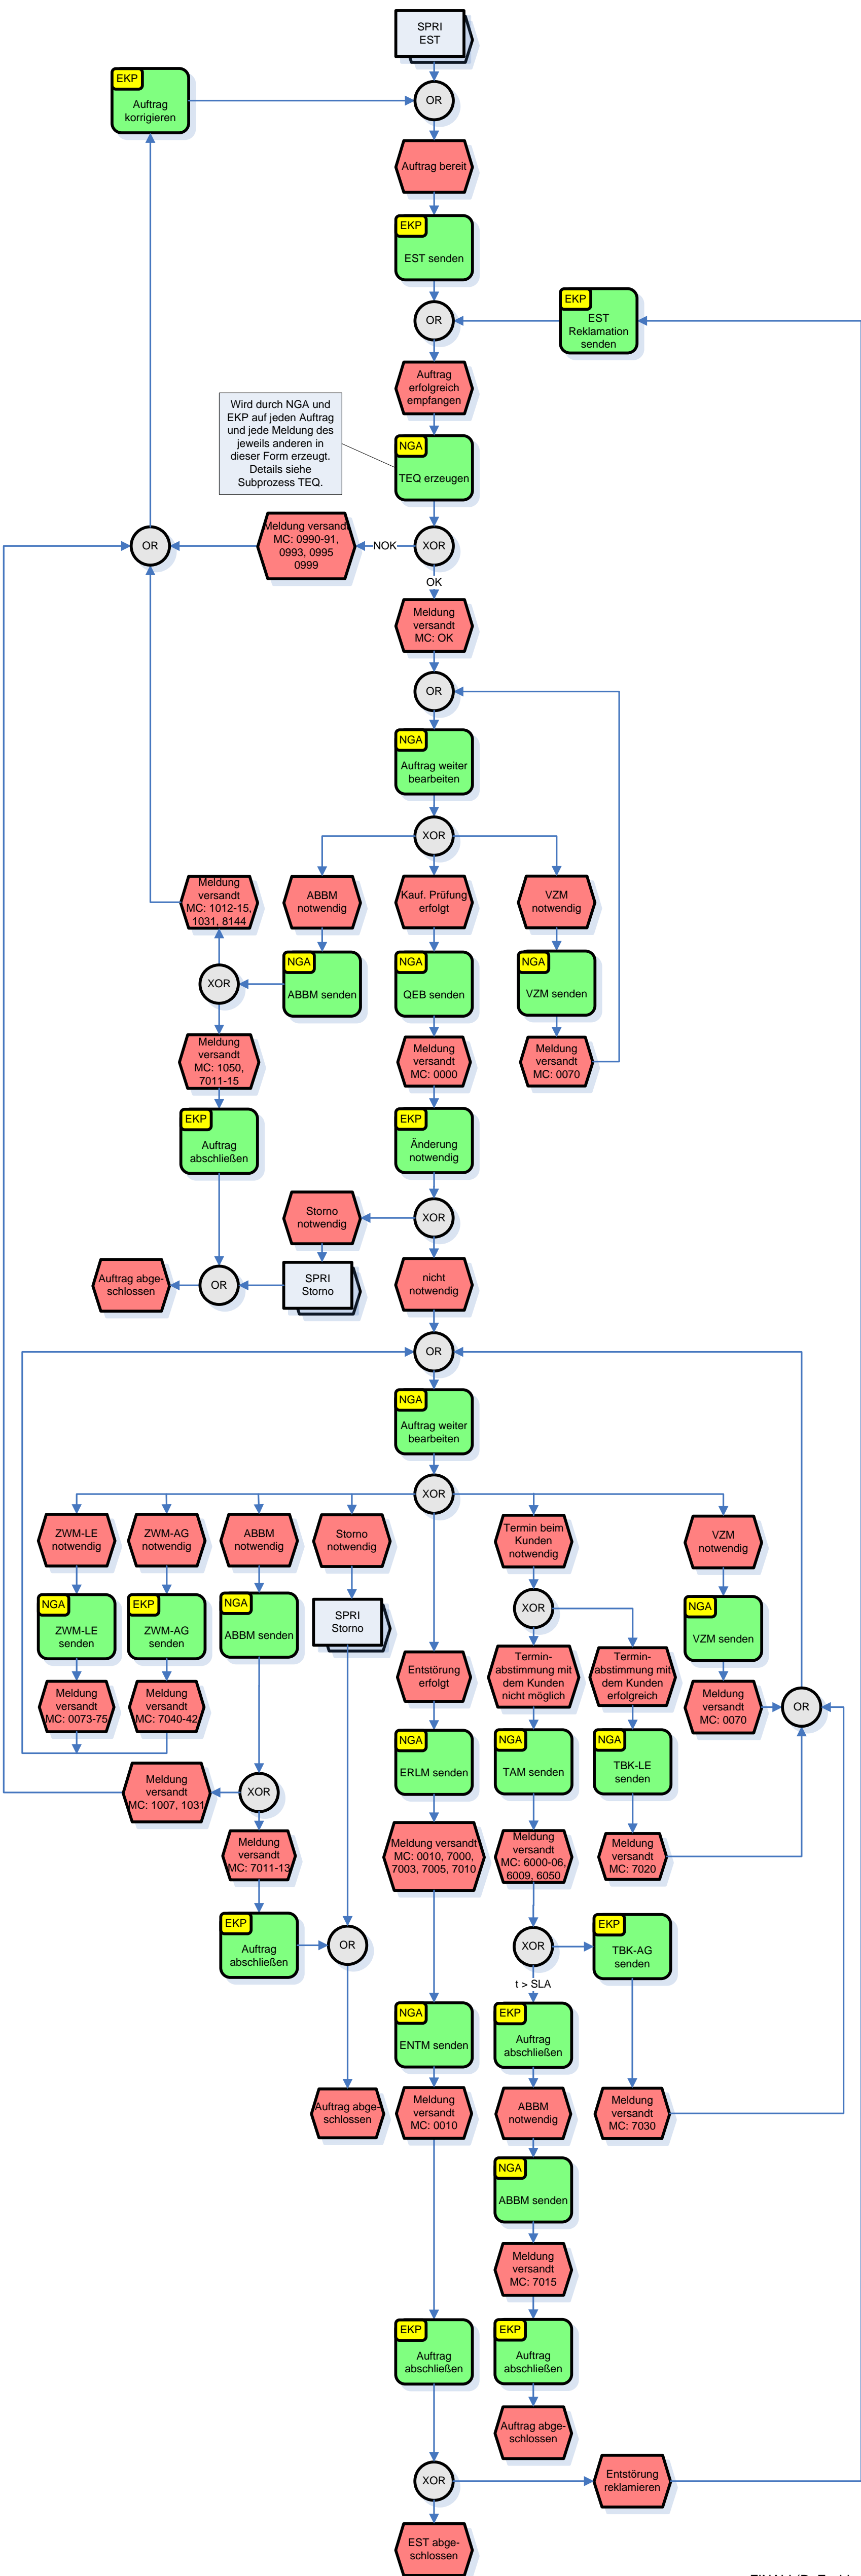 SPRI
EST
EKP
Auftrag
korrigieren
OR
Auftrag bereit
EKP
EST senden
OR
EKP
EST
Reklamation
senden
Auftrag
erfolgreich
empfangen
Wird durch NGA und
EKP auf jeden Auftrag
und jede Meldung des
jeweils anderen in
dieser Form erzeugt.
Details siehe
Subprozess TEQ.
NGA
TEQ erzeugen
OR
Meldung versandt
MC: 0990-91,
0993, 0995
0999
NOK
XOR
OK
Meldung
versandt
MC: OK
OR
NGA
Auftrag weiter
bearbeiten
XOR
Meldung
versandt
MC: 1012-15,
1031, 8144
ABBM
notwendig
Kauf. Prüfung
erfolgt
VZM
notwendig
XOR
NGA
ABBM senden
NGA
QEB senden
NGA
VZM senden
Meldung
versandt
MC: 1050,
7011-15
Meldung
versandt
MC: 0000
Meldung
versandt
MC: 0070
EKP
Auftrag
abschließen
EKP
Änderung
notwendig
Storno
notwendig
XOR
Auftrag abge-
schlossen
OR
SPRI
Storno
nicht
notwendig
OR
NGA
Auftrag weiter
bearbeiten
XOR
ZWM-LE
notwendig
ZWM-AG
notwendig
ABBM
notwendig
Storno
notwendig
Termin beim
Kunden
notwendig
VZM
notwendig
NGA
ZWM-LE
senden
EKP
ZWM-AG
senden
NGA
ABBM senden
SPRI
Storno
XOR
NGA
VZM senden
Entstörung
erfolgt
Termin-
abstimmung mit
dem Kunden
nicht möglich
Termin-
abstimmung mit
dem Kunden
erfolgreich
Meldung
versandt
MC: 0073-75
Meldung
versandt
MC: 7040-42
Meldung
versandt
MC: 0070
OR
NGA
ERLM senden
NGA
TAM senden
NGA
TBK-LE
senden
Meldung
versandt
MC: 1007, 1031
XOR
Meldung
versandt
MC: 7011-13
Meldung versandt
MC: 0010, 7000,
7003, 7005, 7010
Meldung
versandt
MC: 6000-06,
6009, 6050
Meldung
versandt
MC: 7020
EKP
Auftrag
abschließen
OR
XOR
EKP
TBK-AG
senden
t > SLA
NGA
ENTM senden
EKP
Auftrag
abschließen
Auftrag abge-
schlossen
Meldung
versandt
MC: 0010
ABBM
notwendig
Meldung
versandt
MC: 7030
NGA
ABBM senden
Meldung
versandt
MC: 7015
EKP
Auftrag
abschließen
EKP
Auftrag
abschließen
Auftrag abge-
schlossen
XOR
Entstörung
reklamieren
EST abge-
schlossen